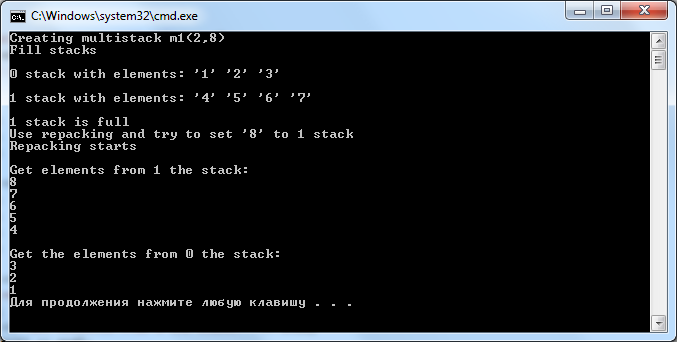 C:\Windows\system32\cmd.exe
Creating multistack m1(2,8)
Fill stacks
0 stack with elements: '1' '2' '3'
1 stack with elements: '4' '5' '6' '7'
1 stack is full
Use repacking and try to set '8' to 1 stack
Repacking starts
Get elements from 1 the stack:
8
7
6
5
4
Get the elements from 0 the stack:
3
2
1
Для продолжения нажмите любую клавишу . . .